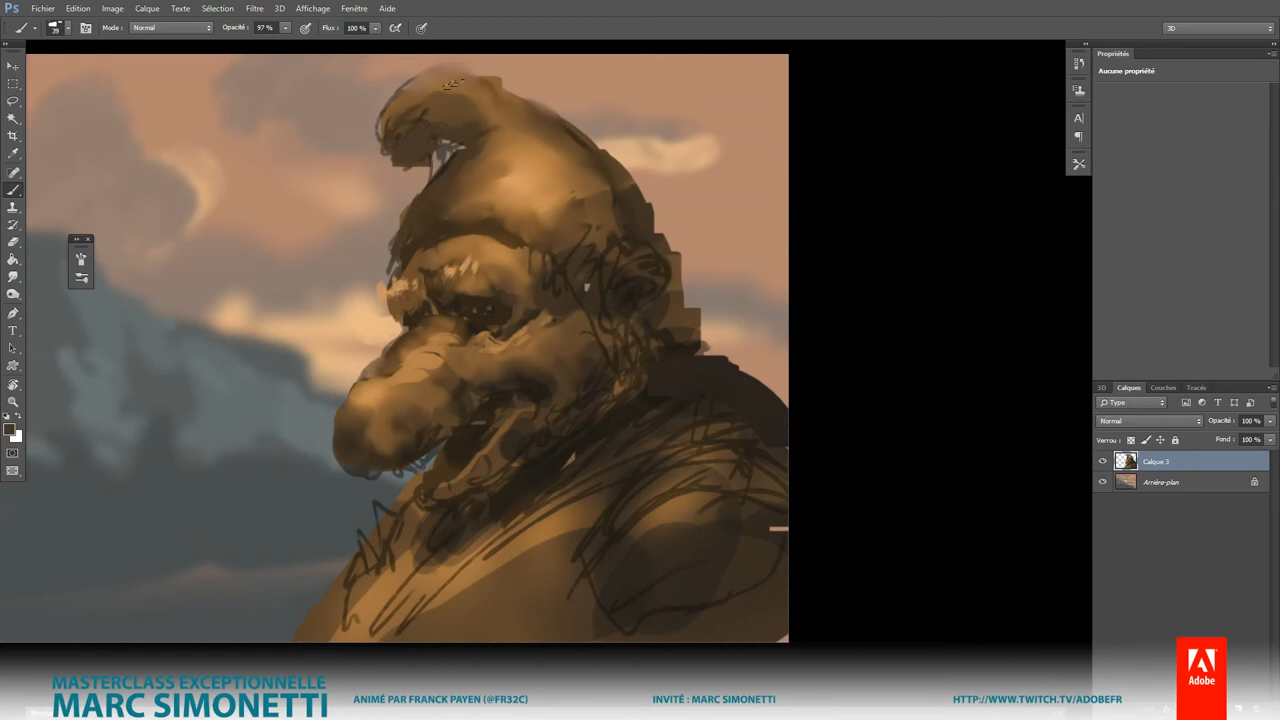 Ps Fichier Edition Image Calque Texte Sélection Filtre 3D Affichage Fenêtre Aide
39 Mode : Normal Opacité : 97 % Flux : 100 % 3D
Propriétés
Aucune propriété
3D Calques Couches Tracés
Type
Normal Opacité : 100 %
Verrou : Fond : 100 %
Calque 3
Arrière-plan
MASTERCLASS EXCEPTIONNELLE
MARC SIMONETTI
ANIMÉ PAR FRANCK PAYEN (@FR32C)
INVITÉ : MARC SIMONETTI
HTTP://WWW.TWITCH.TV/ADOBEFR
Adobe